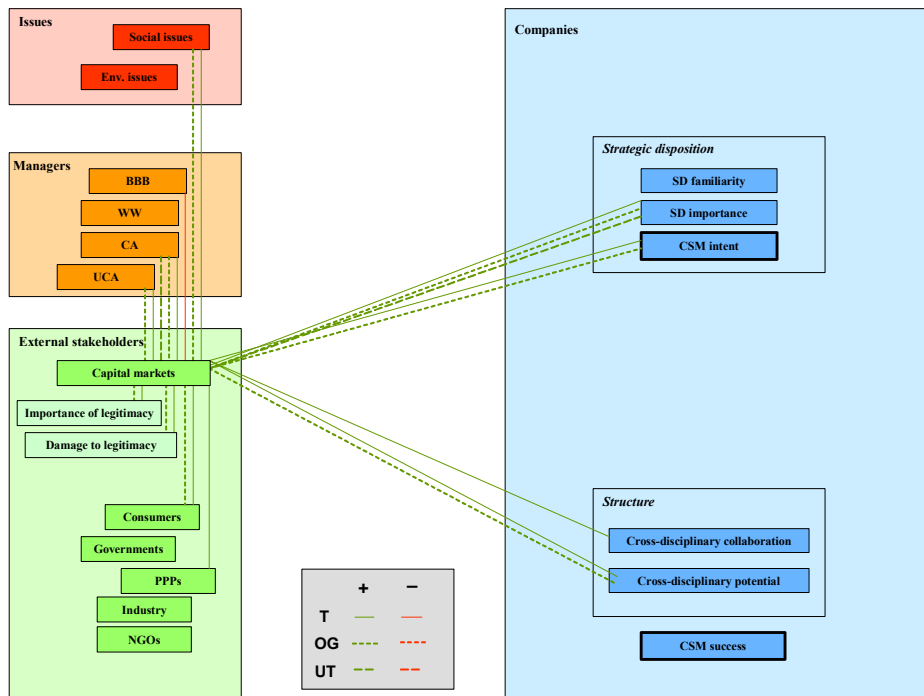 Issues
Social issues
Env. issues
Managers
BBB
WW
CA
UCA
External stakeholders
Capital markets
Importance of legitimacy
Damage to legitimacy
Consumers
Governments
PPPs
Industry
NGOs
+ −
T
OG
UT
Companies
Strategic disposition
SD familiarity
SD importance
CSM intent
Structure
Cross-disciplinary collaboration
Cross-disciplinary potential
CSM success